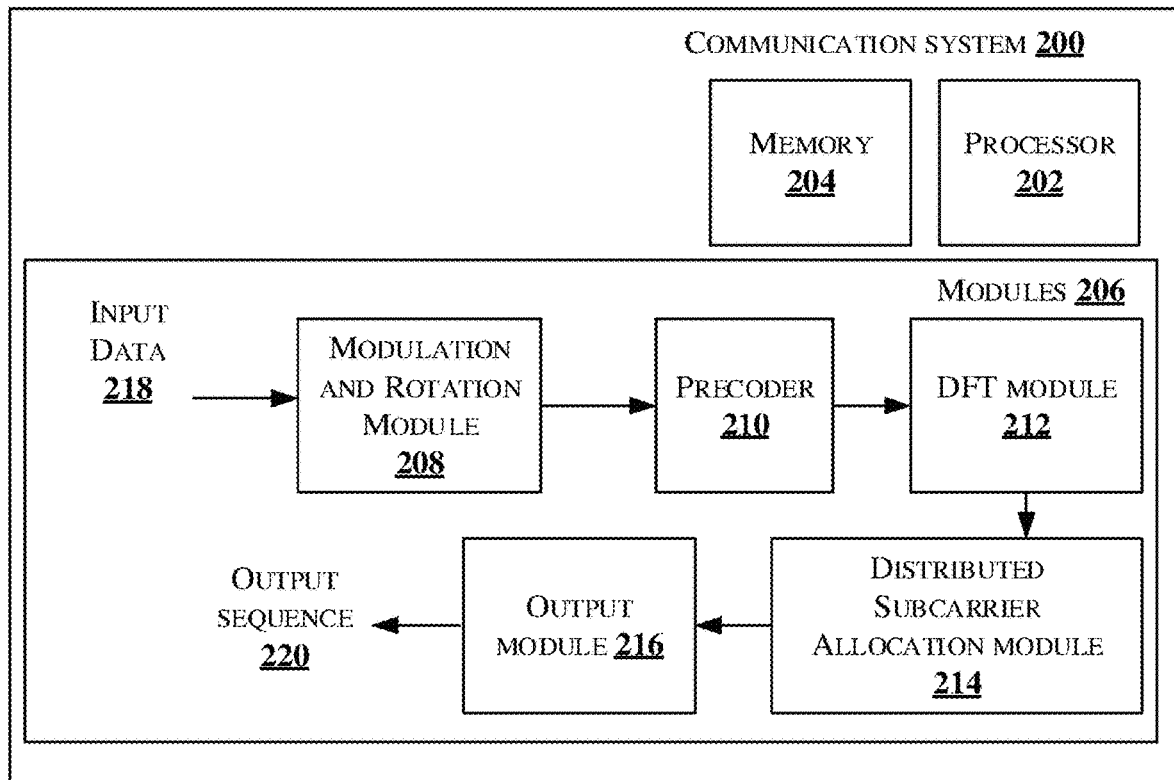 COMMUNICATION SYSTEM 200
MEMORY
204
PROCESSOR
202
MODULES 206
INPUT
DATA
218
MODULATION
AND ROTATION
MODULE
208
PRECODER
210
DFT MODULE
212
DISTRIBUTED
SUBCARRIER
ALLOCATION MODULE
214
OUTPUT
MODULE 216
OUTPUT
SEQUENCE
220